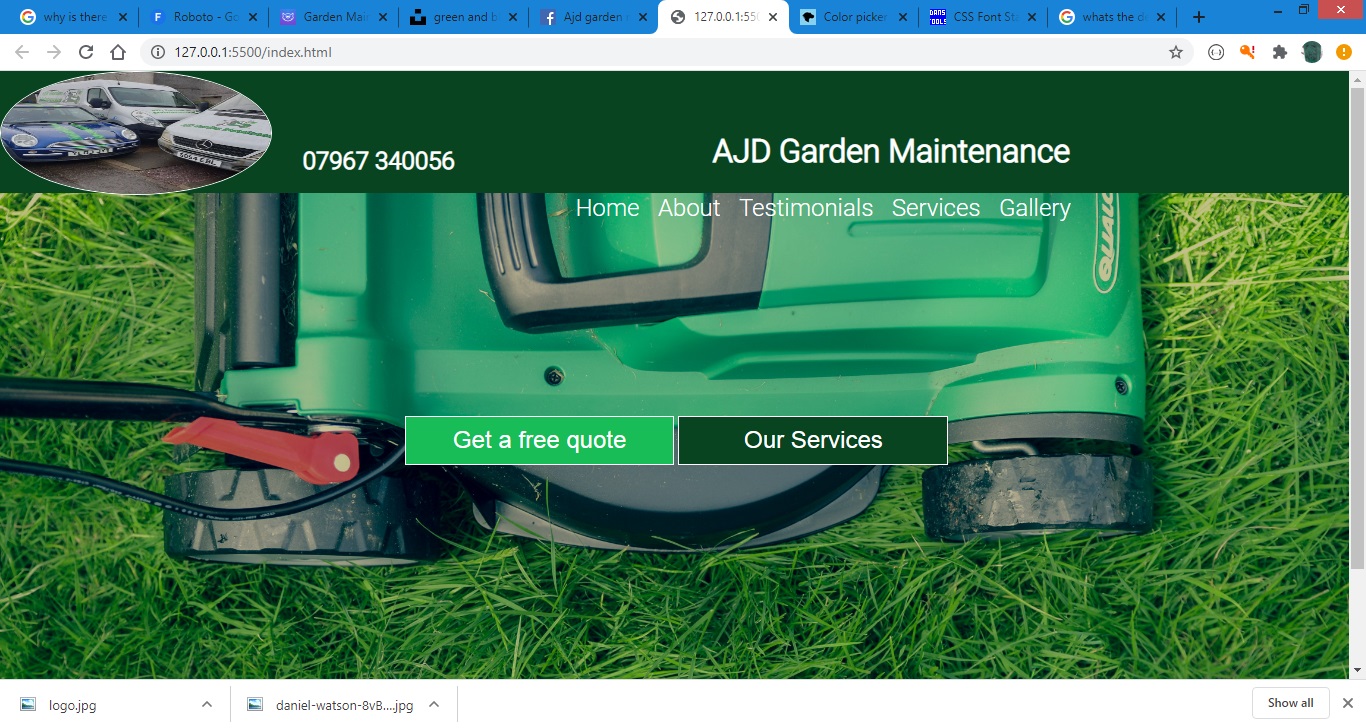 why is there
Roboto - Go
Garden Mai
green and b
Ajd garden
127.0.0.1:55
Color picker
CSS Font St
whats the d
127.0.0.1:5500/index.html
07967 340056
AJD Garden Maintenance
Home About Testimonials Services Gallery
QUALC
Get a free quote
Our Services
logo.jpg
daniel-watson-8vB....jpg
Show all